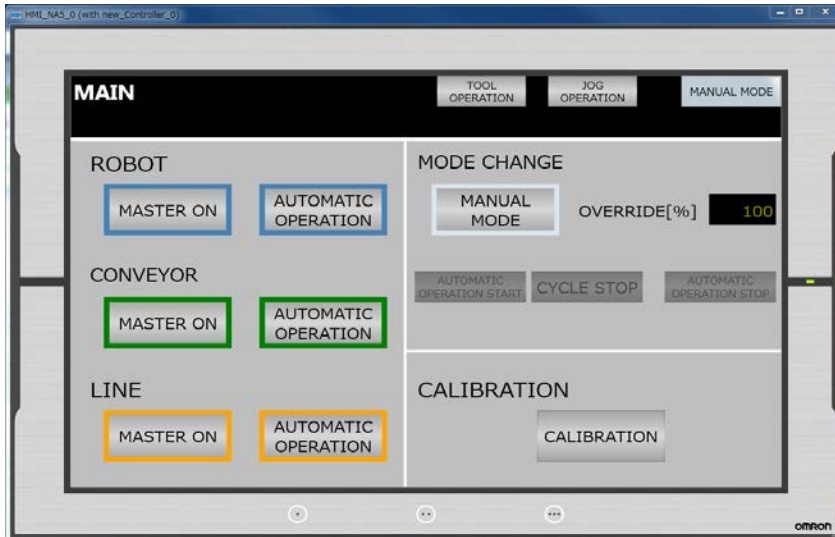 HMI_NA5_0 (with new_Controller_0)
MAIN
TOOL
OPERATION
JOG
OPERATION
MANUAL MODE
ROBOT
MASTER ON
AUTOMATIC
OPERATION
CONVEYOR
MASTER ON
AUTOMATIC
OPERATION
LINE
MASTER ON
AUTOMATIC
OPERATION
MODE CHANGE
MANUAL
MODE
OVERRIDE[%]
100
AUTOMATIC
OPERATION START
CYCLE STOP
AUTOMATIC
OPERATION STOP
CALIBRATION
CALIBRATION
OMRON